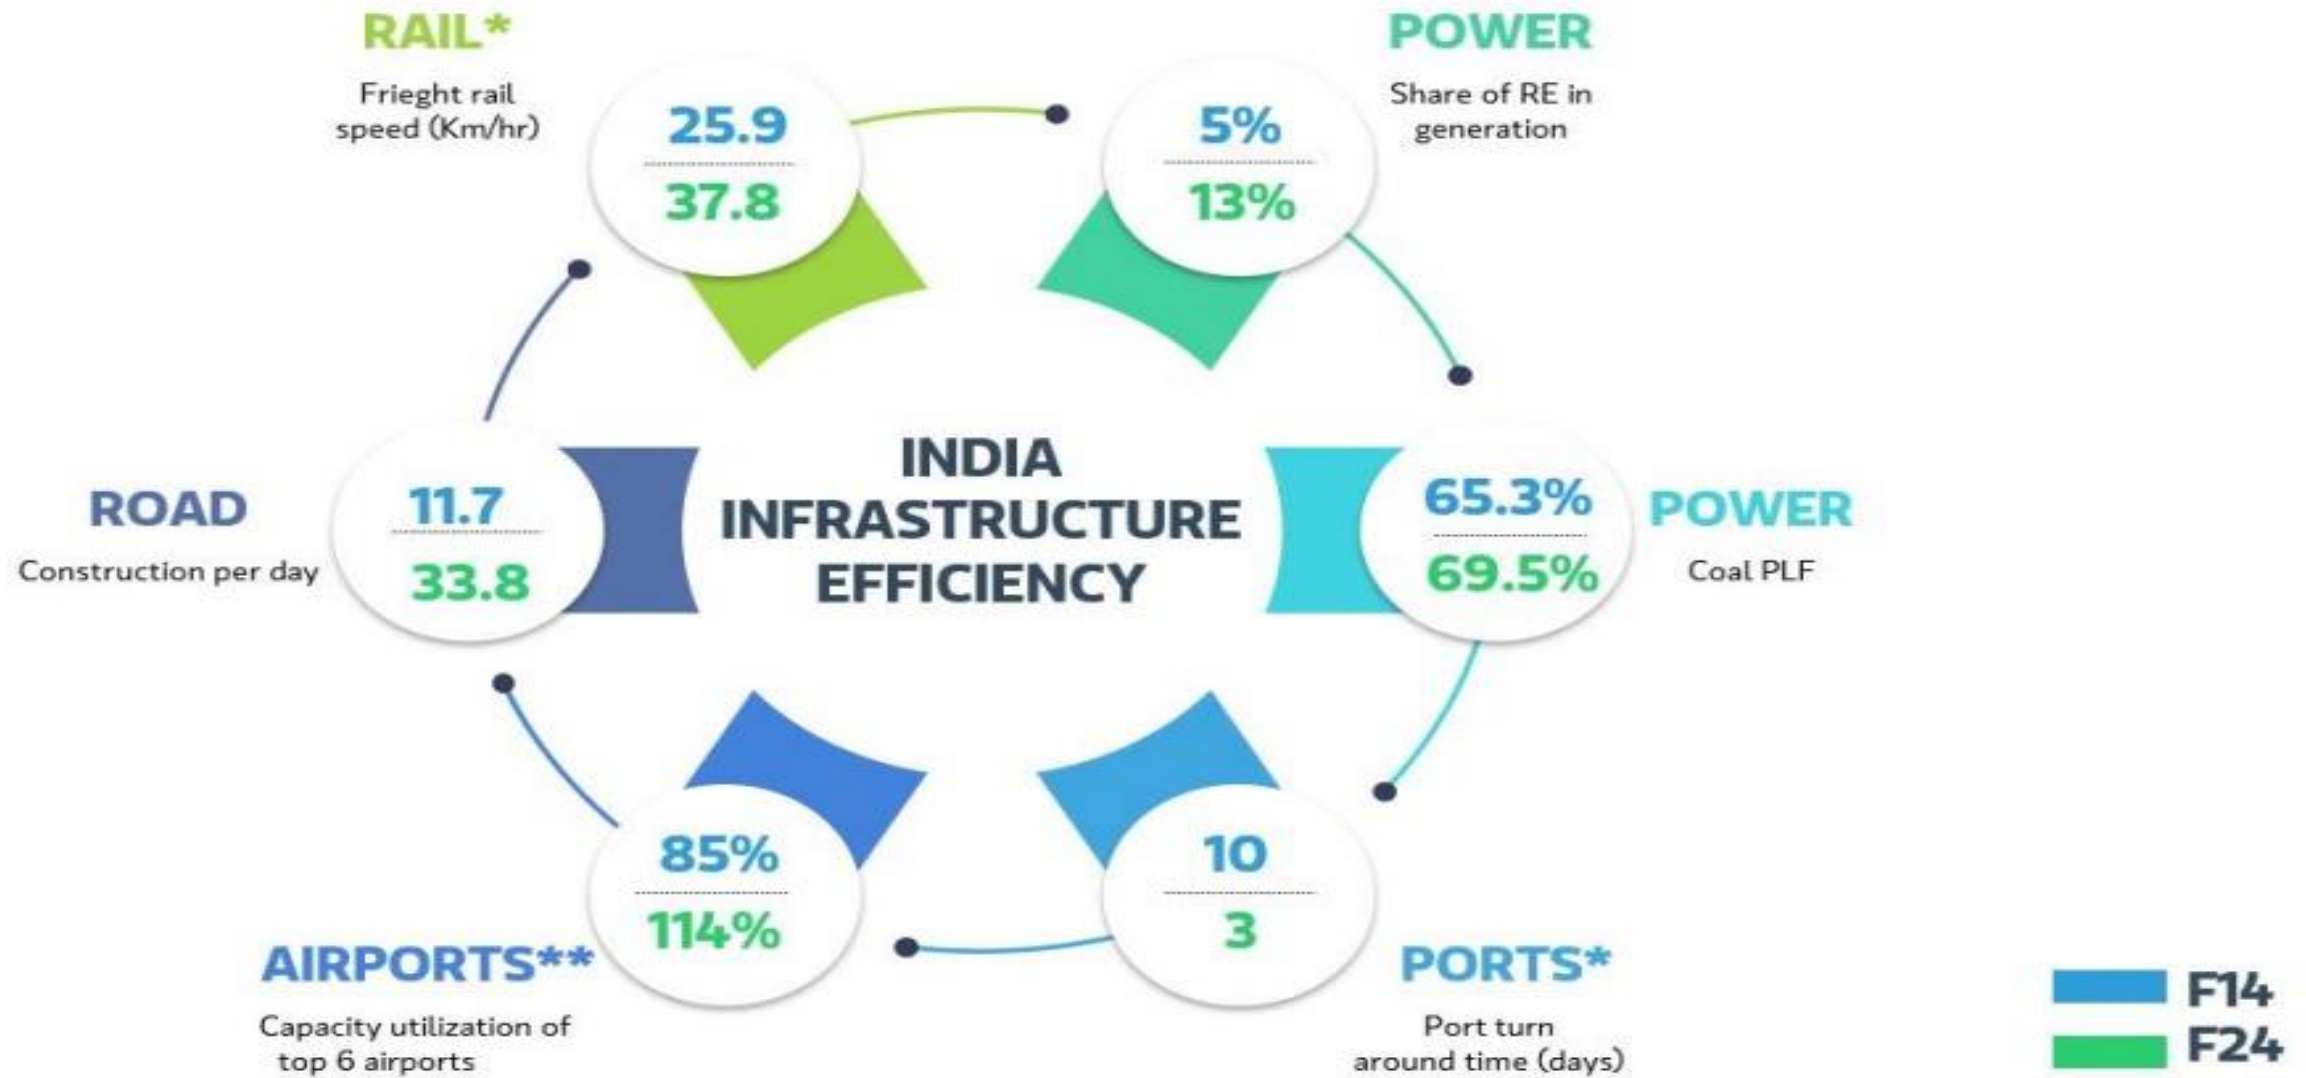 RAIL*
Frieght rail
speed (Km/hr)
25.9
37.8
POWER
Share of RE in
generation
5%
13%
INDIA
INFRASTRUCTURE
EFFICIENCY
ROAD
Construction per day
11.7
33.8
65.3%
69.5%
POWER
Coal PLF
85%
114%
AIRPORTS**
Capacity utilization of
top 6 airports
10
3
PORTS*
Port turn
around time (days)
F14
F24